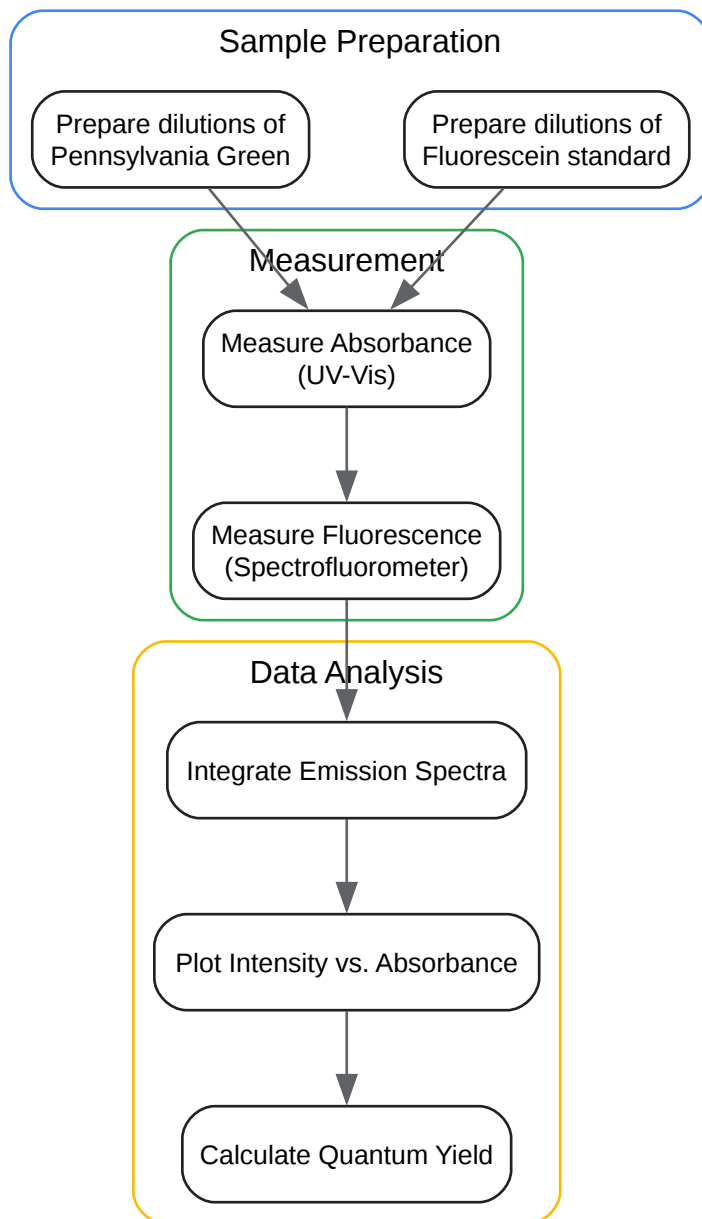 Sample Preparation
Prepare dilutions of
Pennsylvania Green
Prepare dilutions of
Fluorescein standard
Measurement
Measure Absorbance
(UV-Vis)
Measure Fluorescence
(Spectrofluorometer)
Data Analysis
Integrate Emission Spectra
Plot Intensity vs. Absorbance
Calculate Quantum Yield